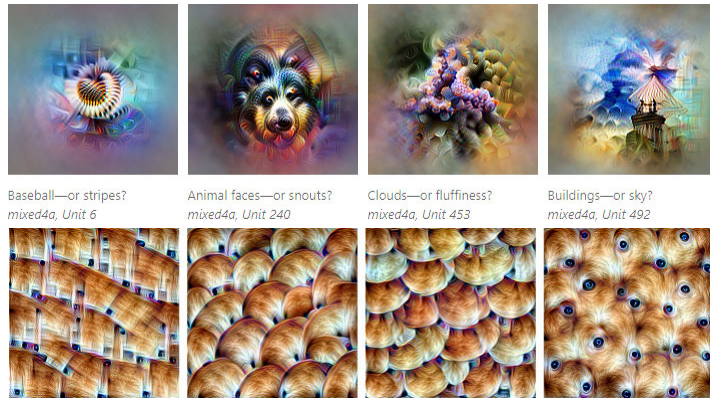 Baseball—or stripes?
mixed4a, Unit 6
Animal faces—or snouts?
mixed4a, Unit 240
Clouds—or fluffiness?
mixed4a, Unit 453
Buildings—or sky?
mixed4a, Unit 492